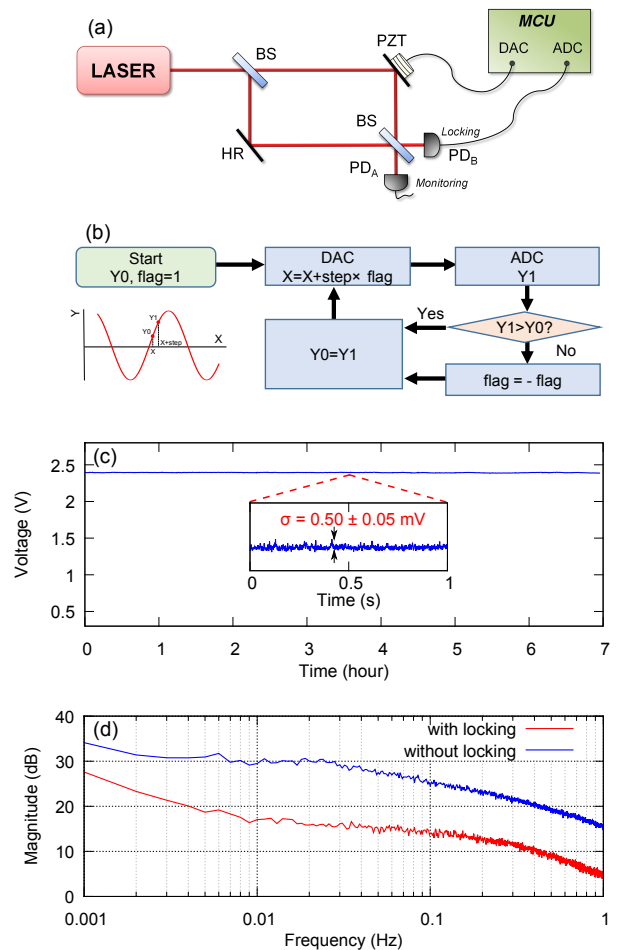 (a)
LASER
BS
PZT
MCU
DAC ADC
BS
Locking
HR
PD_A
PD_B
Monitoring
(b)
Start
Y0, flag=1
DAC
X=X+step× flag
ADC
Y1
Y
Y1
Y0
X
X+step
X
Y0=Y1
Yes
Y1>Y0?
No
flag = - flag
(c)
2.5
2
1.5
1
0.5
Voltage (V)
σ = 0.50 ± 0.05 mV
0 0.5 1
Time (s)
0 1 2 3 4 5 6 7
Time (hour)
(d)
40
30
20
10
0
Magnitude (dB)
with locking
without locking
0.001 0.01 0.1 1
Frequency (Hz)